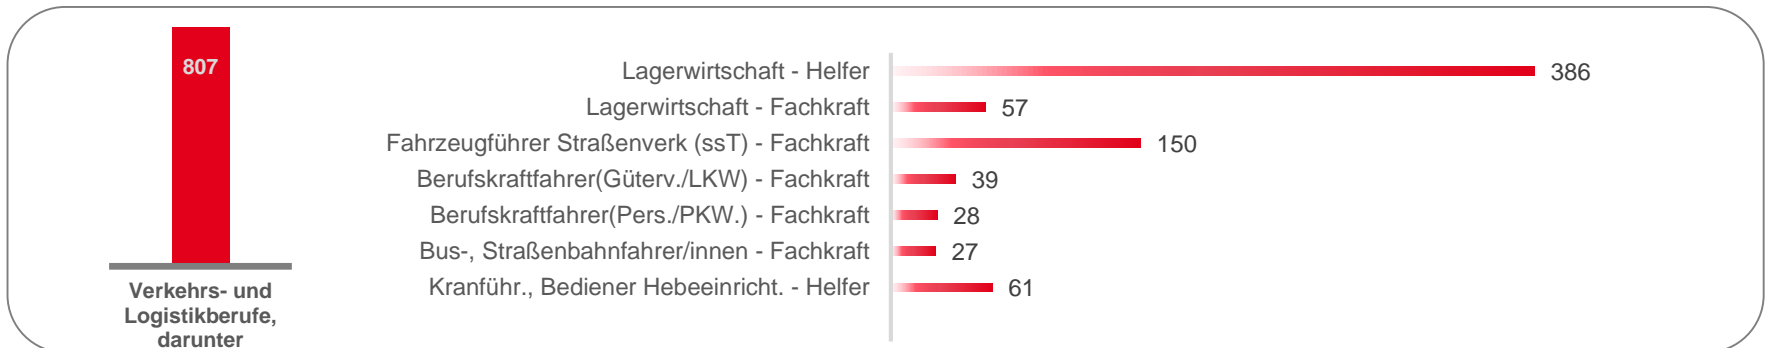 807
Verkehrs- und
Logistikberufe,
darunter
Lagerwirtschaft - Helfer 386
Lagerwirtschaft - Fachkraft 57
Fahrzeugführer Straßenverk (ssT) - Fachkraft 150
Berufskraftfahrer(Güterv./LKW) - Fachkraft 39
Berufskraftfahrer(Pers./PKW.) - Fachkraft 28
Bus-, Straßenbahnfahrer/innen - Fachkraft 27
Kranführ., Bediener Hebeeinricht. - Helfer 61